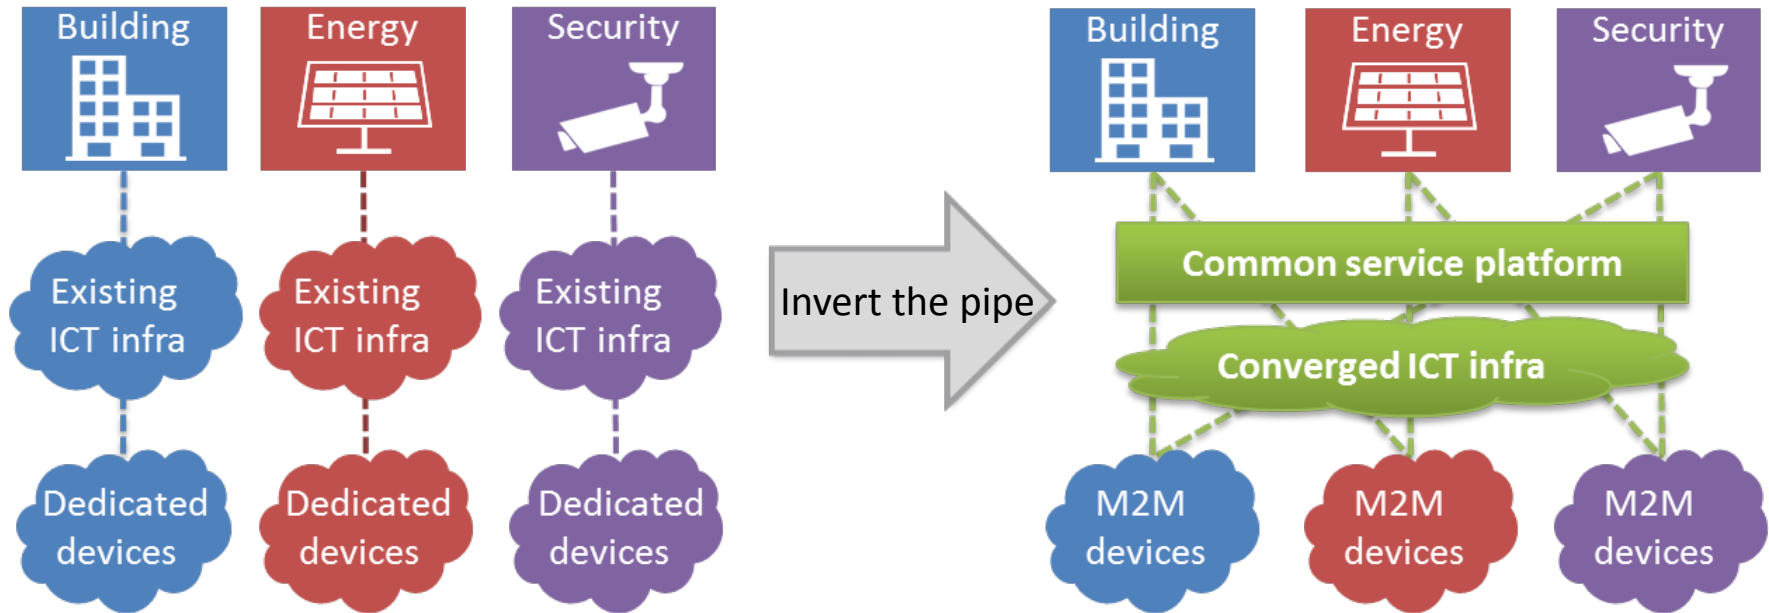 Building
Energy
Security
Existing
ICT infra
Existing
ICT infra
Existing
ICT infra
Dedicated
devices
Dedicated
devices
Dedicated
devices
Invert the pipe
Building
Energy
Security
Common service platform
Converged ICT infra
M2M
devices
M2M
devices
M2M
devices